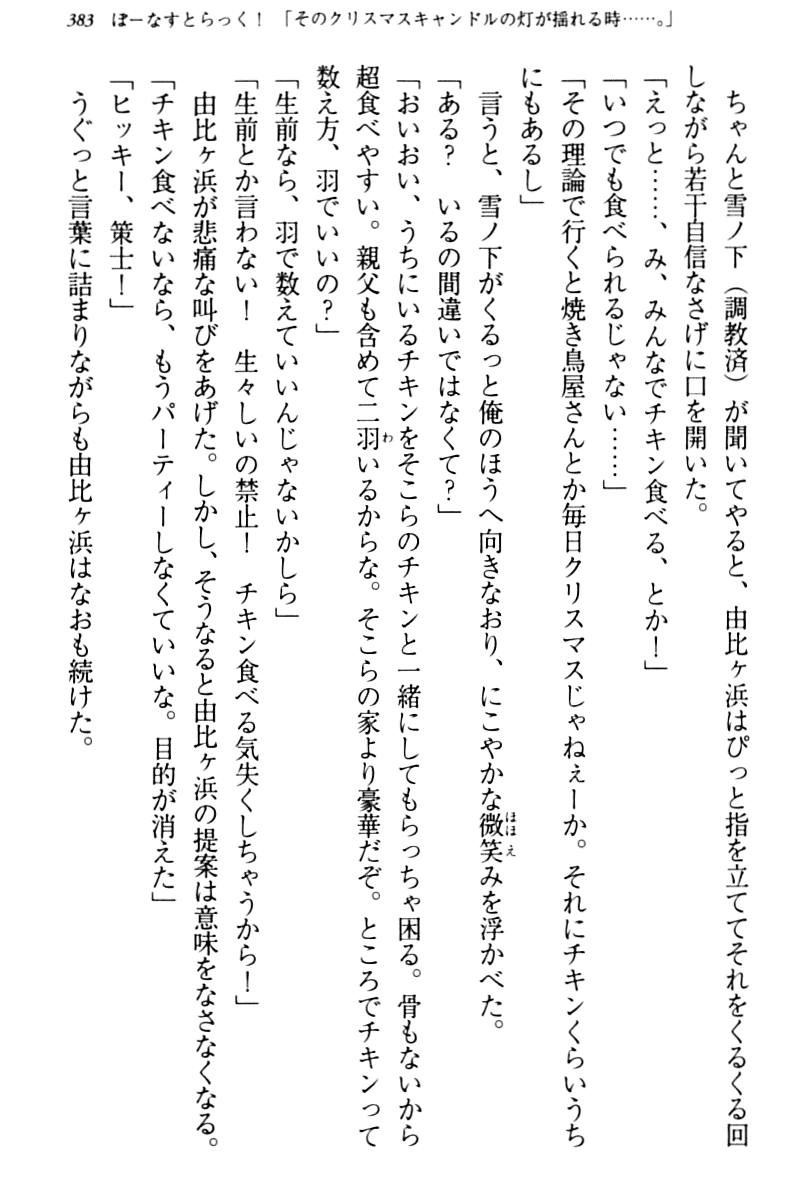 383　ぼーなすとらっく！　「そのクリスマスキャンドルの灯が揺れる時……。」
　ちゃんと雪ノ下（調教済）が聞いてやると、由比ヶ浜はぴっと指を立ててそれをくるくる回
しながら若干自信なさげに口を開いた。
「えっと……、み、みんなでチキン食べる、とか！」
「いつでも食べられるじゃない……」
「その理論で行くと焼き鳥屋さんとか毎日クリスマスじゃねぇーか。それにチキンくらいうち
にもあるし」
　言うと、雪ノ下がくるっと俺のほうへ向きなおり、にこやかな微笑みを浮かべた。
「ある？　いるの間違いではなくて？」
「おいおい、うちにいるチキンをそこらのチキンと一緒にしてもらっちゃ困る。骨もないから
超食べやすい。親父も含めて二羽いるからな。そこらの家より豪華だぞ。ところでチキンって
数え方、羽でいいの？」
「生前なら、羽で数えていいんじゃないかしら」
「生前とか言わない！　生々しいの禁止！　チキン食べる気失くしちゃうから！」
　由比ヶ浜が悲痛な叫びをあげた。しかし、そうなると由比ヶ浜の提案は意味をなさなくなる。
「チキン食べないなら、もうパーティーしなくていいな。目的が消えた」
「ヒッキー、策士！」
　うぐっと言葉に詰まりながらも由比ヶ浜はなおも続けた。